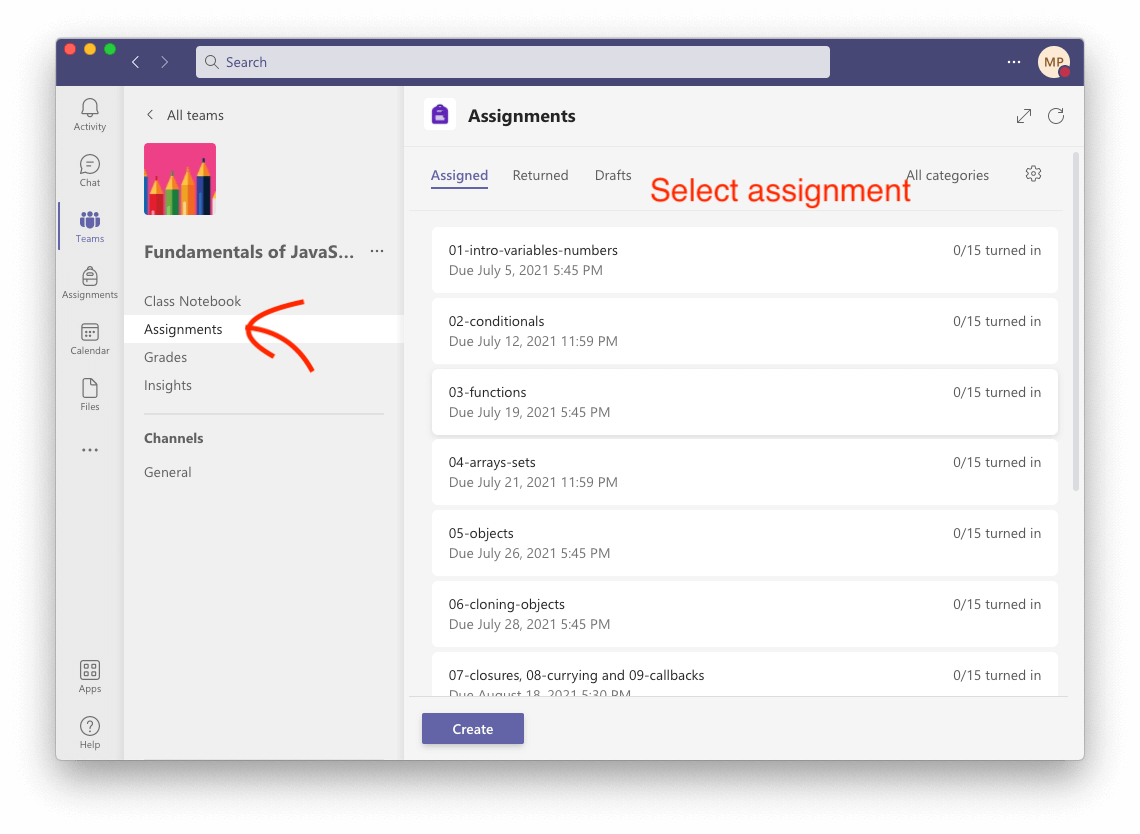 Search
MP
Activity
Chat
Teams
Assignments
Calendar
Files
Apps
Help
All teams
Fundamentals of JavaS...
Class Notebook
Assignments
Grades
Insights
Channels
General
Assignments
Assigned Returned Drafts
Select assignment
All categories
01-intro-variables-numbers 0/15 turned in
Due July 5, 2021 5:45 PM
02-conditionals 0/15 turned in
Due July 12, 2021 11:59 PM
03-functions 0/15 turned in
Due July 19, 2021 5:45 PM
04-arrays-sets 0/15 turned in
Due July 21, 2021 11:59 PM
05-objects 0/15 turned in
Due July 26, 2021 5:45 PM
06-cloning-objects 0/15 turned in
Due July 28, 2021 5:45 PM
07-closures, 08-currying and 09-callbacks 0/15 turned in
Due August 18, 2021 5:30 PM
Create